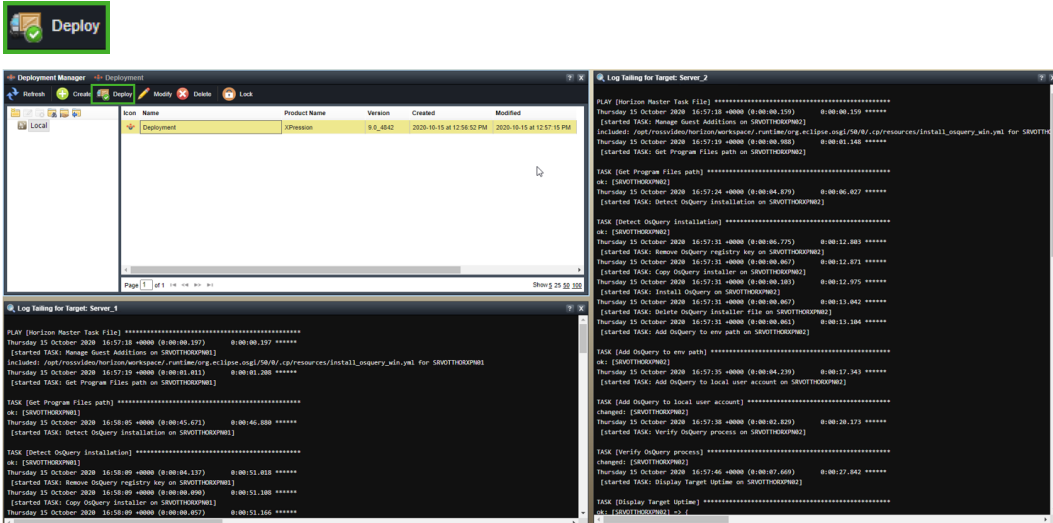 Deploy
Deployment Manager Deployment ? X
Refresh Create Deploy Modify Delete Lock
Local
Icon Name Product Name Version Created Modified
Deployment XPression 9.0_4842 2020-10-15 at 12:56:52 PM 2020-10-15 at 12:57:15 PM
Page 1 of 1 Show 5 25 50 100
Log Tailing for Target: Server_1 ? X
PLAY [Horizon Master Task File] ************************************************
Thursday 15 October 2020 16:57:18 +0000 (0:00:00.197) 0:00:00.197 ******
[started TASK: Manage Guest Additions on SRVOTTHORXPN01]
included: /opt/rossvideo/horizon/workspace/.runtime/org.eclipse.osgi/50/0/.cp/resources/install_osquery_win.yml for SRVOTTHORXPN01
Thursday 15 October 2020 16:57:19 +0000 (0:00:01.011) 0:00:01.208 ******
[started TASK: Get Program Files path on SRVOTTHORXPN01]
TASK [Get Program Files path] **************************************************
ok: [SRVOTTHORXPN01]
Thursday 15 October 2020 16:58:05 +0000 (0:00:45.671) 0:00:46.880 ******
[started TASK: Detect OsQuery installation on SRVOTTHORXPN01]
TASK [Detect OsQuery installation] *********************************************
ok: [SRVOTTHORXPN01]
Thursday 15 October 2020 16:58:09 +0000 (0:00:04.137) 0:00:51.018 ******
[started TASK: Remove OsQuery registry key on SRVOTTHORXPN01]
Thursday 15 October 2020 16:58:09 +0000 (0:00:00.090) 0:00:51.108 ******
[started TASK: Copy OsQuery installer on SRVOTTHORXPN01]
Thursday 15 October 2020 16:58:09 +0000 (0:00:00.057) 0:00:51.166 ******
Log Tailing for Target: Server_2 ? X
PLAY [Horizon Master Task File] ************************************************
Thursday 15 October 2020 16:57:18 +0000 (0:00:00.159) 0:00:00.159 ******
[started TASK: Manage Guest Additions on SRVOTTHORXPN02]
included: /opt/rossvideo/horizon/workspace/.runtime/org.eclipse.osgi/50/0/.cp/resources/install_osquery_win.yml for SRVOTTHO
Thursday 15 October 2020 16:57:19 +0000 (0:00:00.988) 0:00:01.148 ******
[started TASK: Get Program Files path on SRVOTTHORXPN02]
TASK [Get Program Files path] **************************************************
ok: [SRVOTTHORXPN02]
Thursday 15 October 2020 16:57:24 +0000 (0:00:04.879) 0:00:06.027 ******
[started TASK: Detect OsQuery installation on SRVOTTHORXPN02]
TASK [Detect OsQuery installation] *********************************************
ok: [SRVOTTHORXPN02]
Thursday 15 October 2020 16:57:31 +0000 (0:00:06.775) 0:00:12.803 ******
[started TASK: Remove OsQuery registry key on SRVOTTHORXPN02]
Thursday 15 October 2020 16:57:31 +0000 (0:00:00.067) 0:00:12.871 ******
[started TASK: Copy OsQuery installer on SRVOTTHORXPN02]
Thursday 15 October 2020 16:57:31 +0000 (0:00:00.103) 0:00:12.975 ******
[started TASK: Install OsQuery on SRVOTTHORXPN02]
Thursday 15 October 2020 16:57:31 +0000 (0:00:00.067) 0:00:13.042 ******
[started TASK: Delete OsQuery installer file on SRVOTTHORXPN02]
Thursday 15 October 2020 16:57:31 +0000 (0:00:00.061) 0:00:13.104 ******
[started TASK: Add OsQuery to env path on SRVOTTHORXPN02]
TASK [Add OsQuery to env path] *************************************************
ok: [SRVOTTHORXPN02]
Thursday 15 October 2020 16:57:35 +0000 (0:00:04.239) 0:00:17.343 ******
[started TASK: Add OsQuery to local user account on SRVOTTHORXPN02]
TASK [Add OsQuery to local user account] ***************************************
changed: [SRVOTTHORXPN02]
Thursday 15 October 2020 16:57:38 +0000 (0:00:02.829) 0:00:20.173 ******
[started TASK: Verify OsQuery process on SRVOTTHORXPN02]
TASK [Verify OsQuery process] **************************************************
changed: [SRVOTTHORXPN02]
Thursday 15 October 2020 16:57:46 +0000 (0:00:07.669) 0:00:27.842 ******
[started TASK: Display Target Uptime on SRVOTTHORXPN02]
TASK [Display Target Uptime] ***************************************************
ok: [SRVOTTHORXPN02] => {